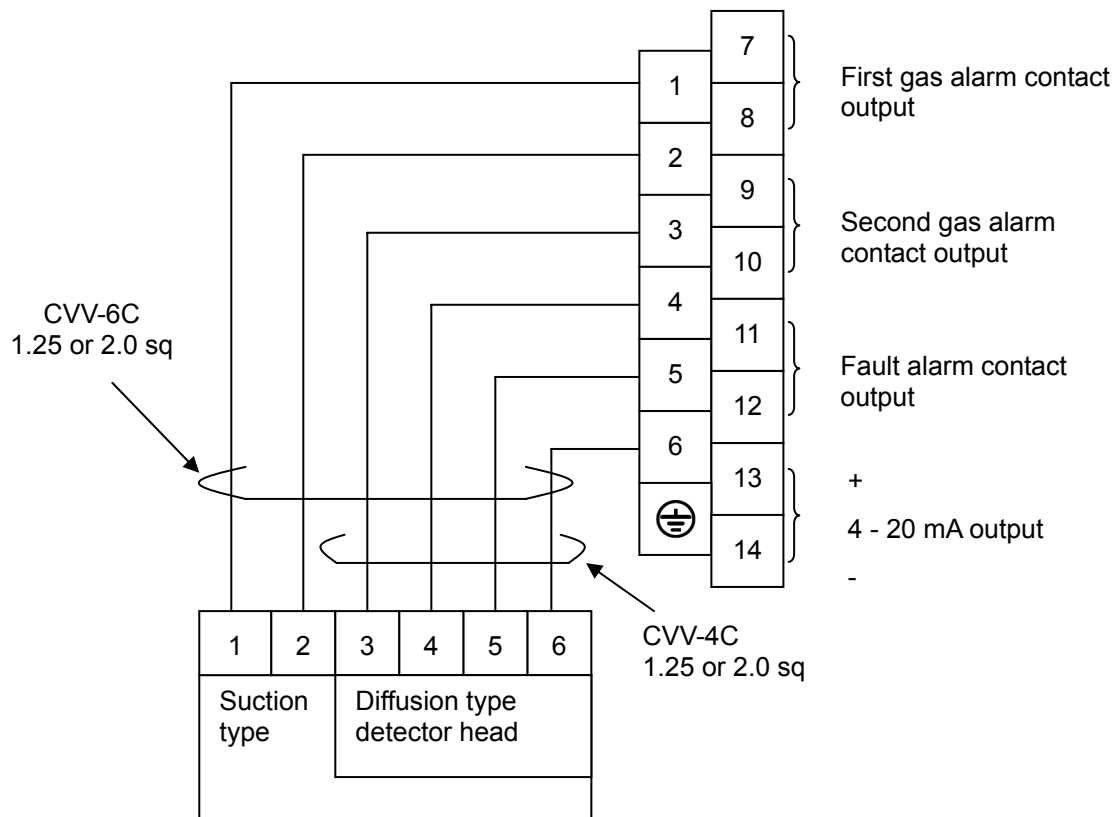 7
First gas alarm contact
output
1
8
2
9
Second gas alarm
contact output
3
10
CVV-6C
1.25 or 2.0 sq
4
11
Fault alarm contact
output
5
12
6
13
+
4 - 20 mA output
14
-
CVV-4C
1.25 or 2.0 sq
1 2 3 4 5 6
Suction
type
Diffusion type
detector head